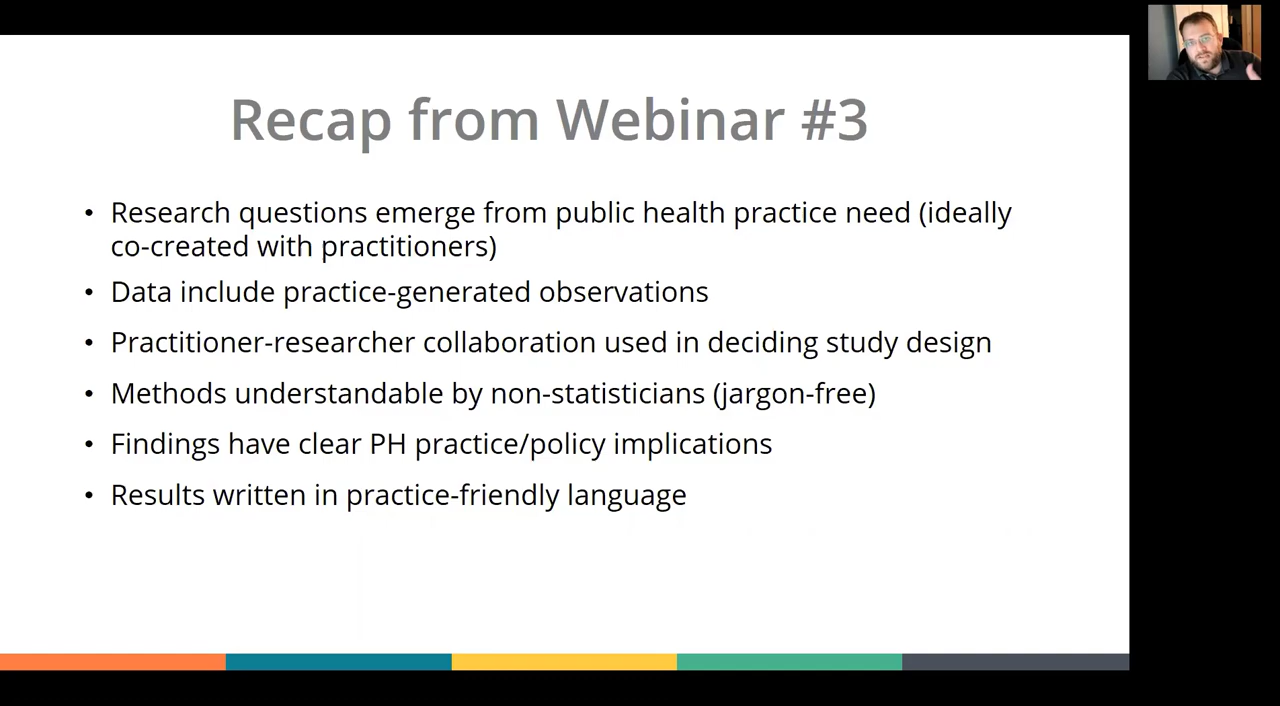 Recap from Webinar #3
• Research questions emerge from public health practice need (ideally
co-created with practitioners)
• Data include practice-generated observations
• Practitioner-researcher collaboration used in deciding study design
• Methods understandable by non-statisticians (jargon-free)
• Findings have clear PH practice/policy implications
• Results written in practice-friendly language